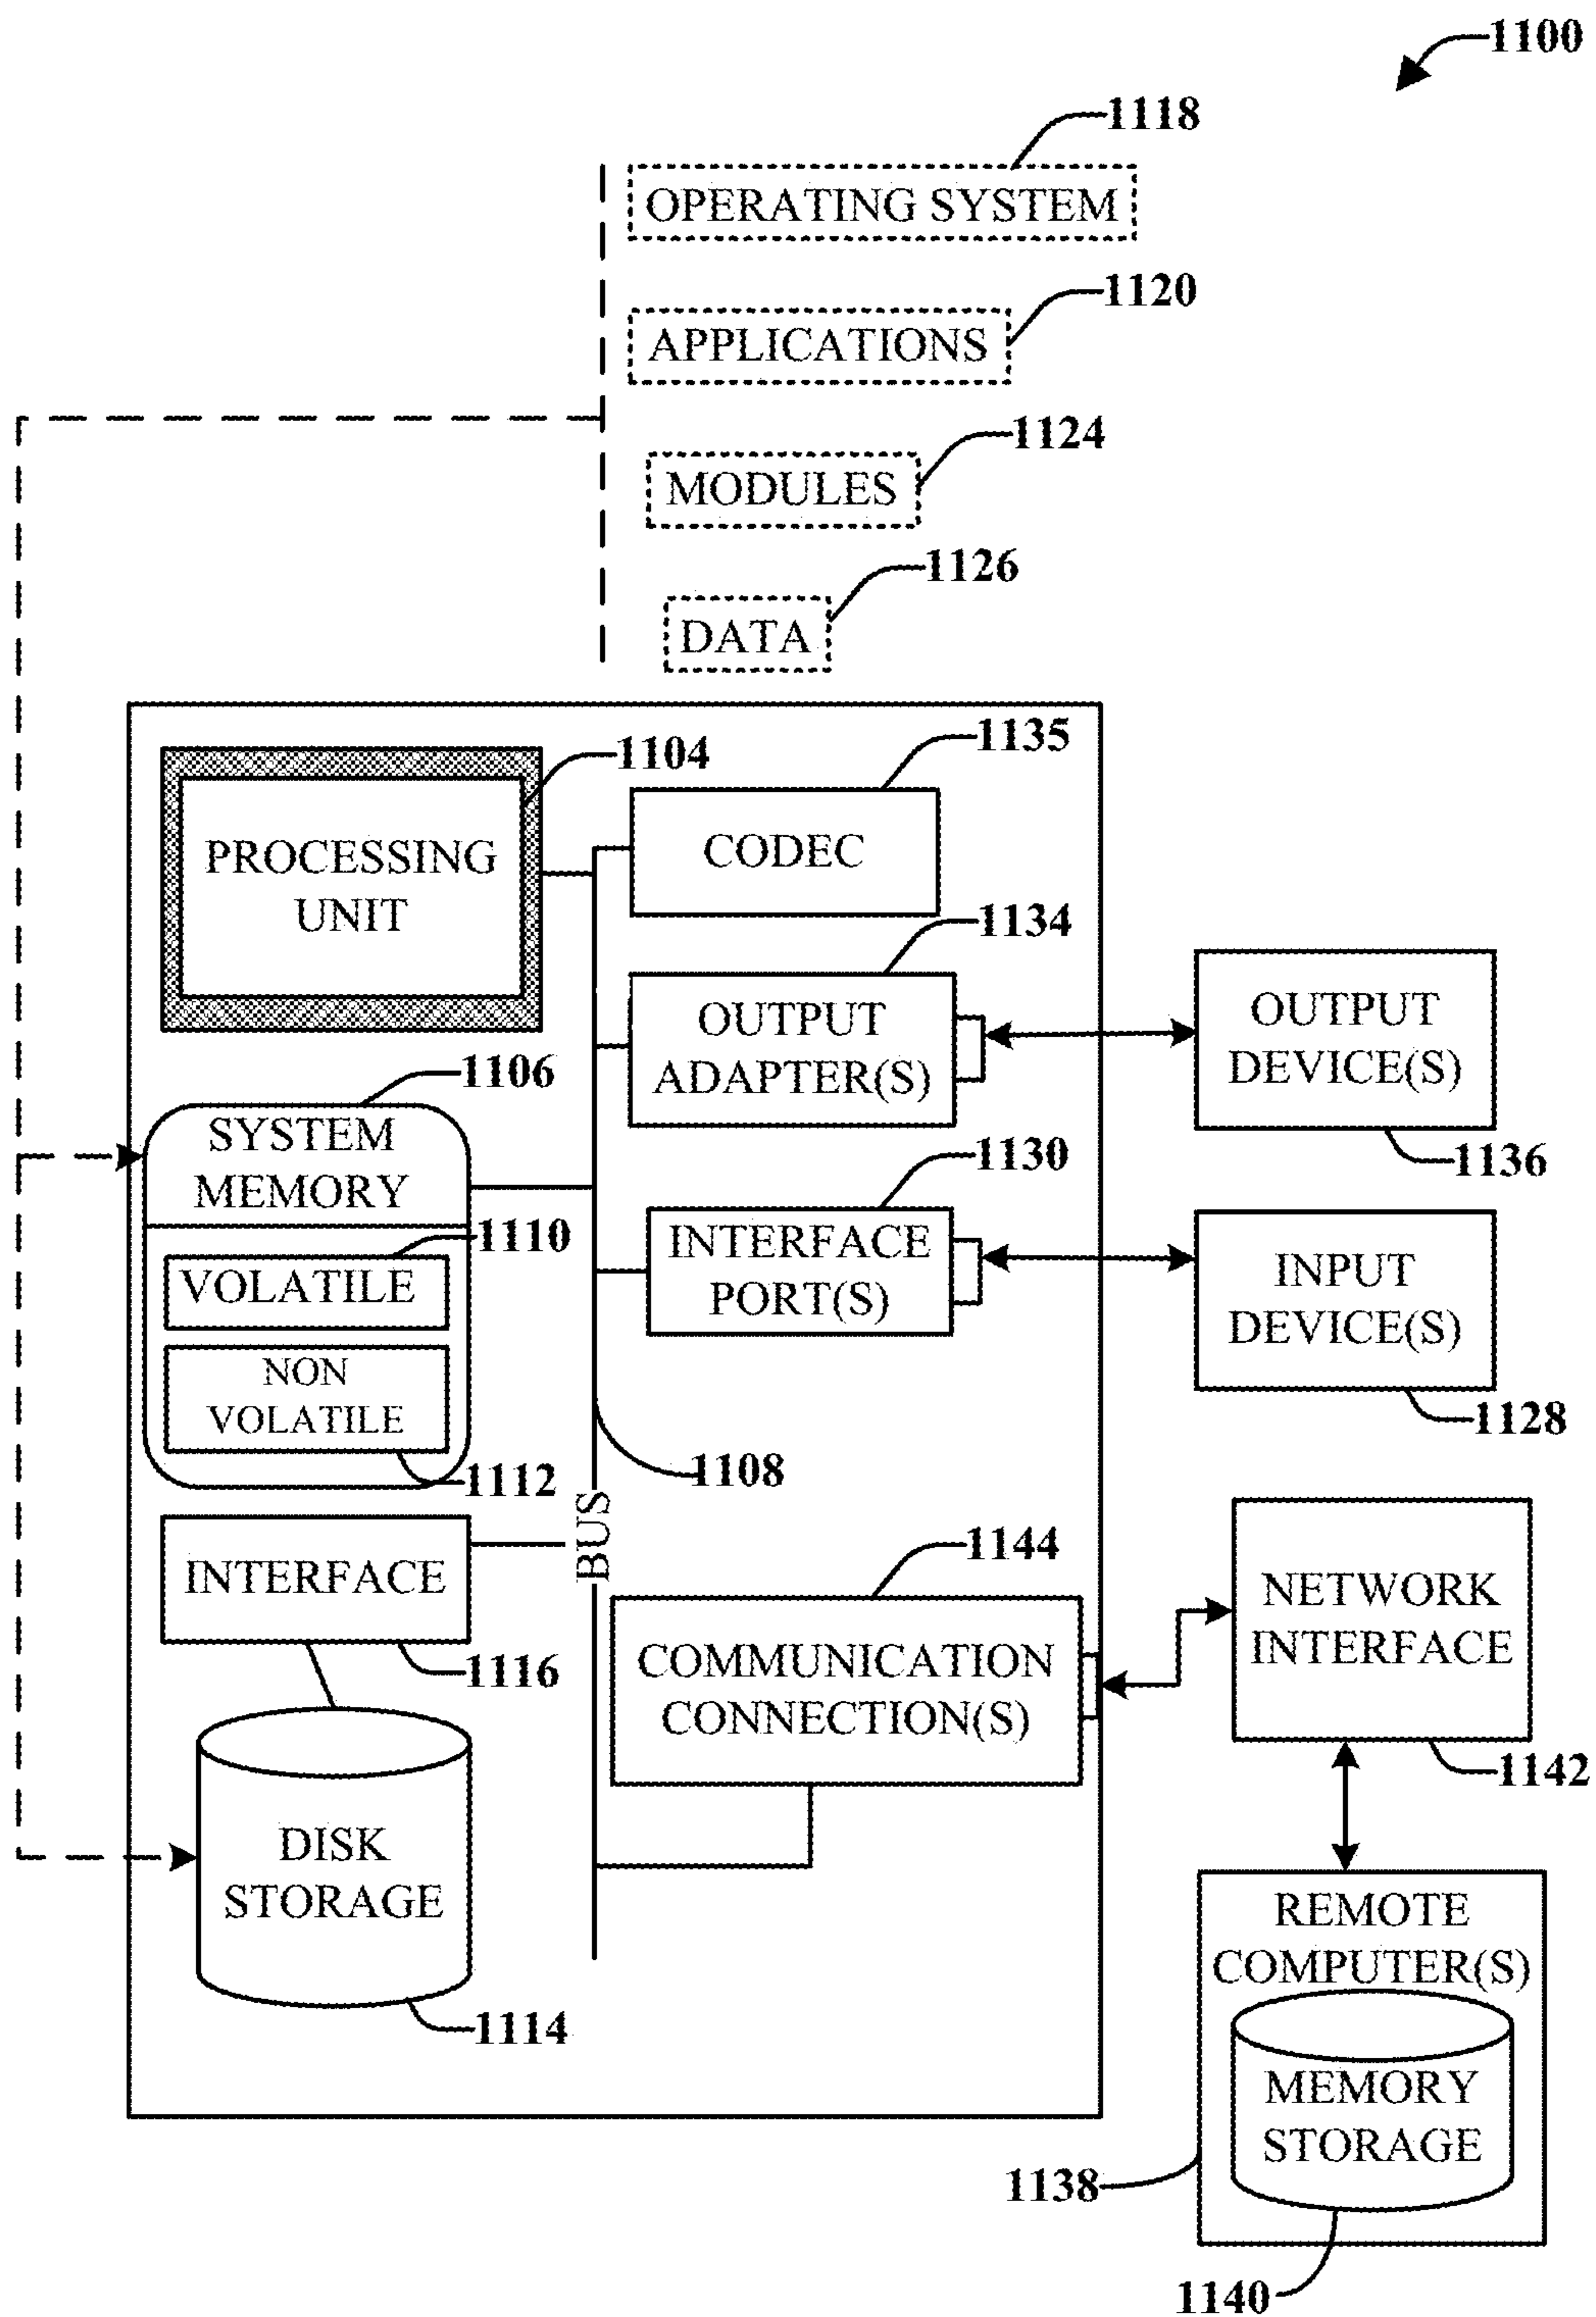 1100
1118
OPERATING SYSTEM
1120
APPLICATIONS
1124
MODULES
1126
DATA
1104
PROCESSING
UNIT
1135
CODEC
1134
OUTPUT
ADAPTER(S)
OUTPUT
DEVICE(S)
1136
1106
SYSTEM
MEMORY
1110
VOLATILE
NON
VOLATILE
1112
1130
INTERFACE
PORT(S)
INPUT
DEVICE(S)
1128
1108
BUS
INTERFACE
1116
1144
COMMUNICATION
CONNECTION(S)
NETWORK
INTERFACE
1142
DISK
STORAGE
1114
REMOTE
COMPUTER(S)
MEMORY
STORAGE
1138
1140